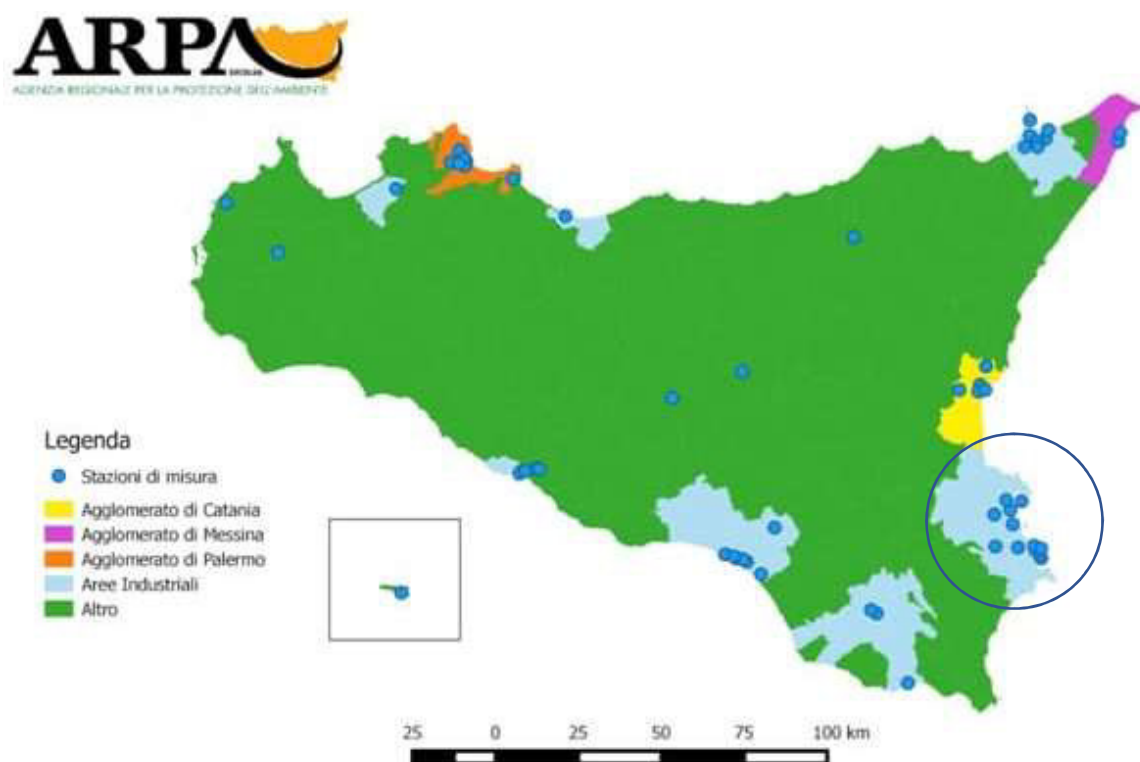 ARPA
SICILIA
AGENZIA REGIONALE PER LA PROTEZIONE DELL'AMBIENTE
Legenda
Stazioni di misura
Agglomerato di Catania
Agglomerato di Messina
Agglomerato di Palermo
Aree Industriali
Altro
25 0 25 50 75 100 km